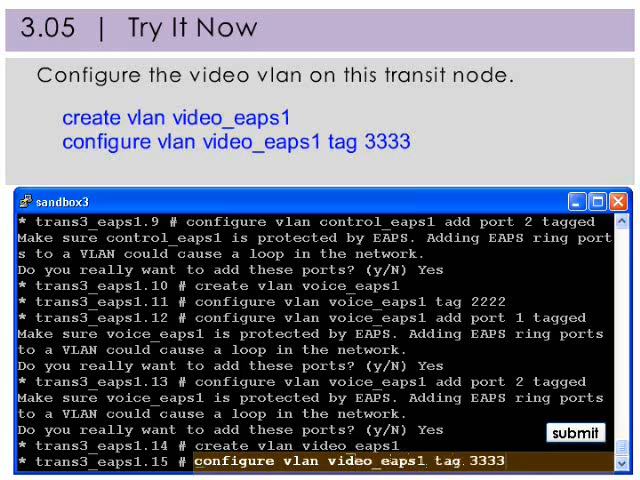 3.05 | Try It Now
Configure the video vlan on this transit node.
create vlan video_eaps1
configure vlan video_eaps1 tag 3333
sandbox3
* trans3_eaps1.9 # configure vlan control_eaps1 add port 2 tagged
Make sure control_eaps1 is protected by EAPS. Adding EAPS ring port
s to a VLAN could cause a loop in the network.
Do you really want to add these ports? (y/N) Yes
* trans3_eaps1.10 # create vlan voice_eaps1
* trans3_eaps1.11 # configure vlan voice_eaps1 tag 2222
* trans3_eaps1.12 # configure vlan voice_eaps1 add port 1 tagged
Make sure voice_eaps1 is protected by EAPS. Adding EAPS ring ports
to a VLAN could cause a loop in the network.
Do you really want to add these ports? (y/N) Yes
* trans3_eaps1.13 # configure vlan voice_eaps1 add port 2 tagged
Make sure voice_eaps1 is protected by EAPS. Adding EAPS ring ports
to a VLAN could cause a loop in the network.
Do you really want to add these ports? (y/N) Yes
submit
* trans3_eaps1.14 # create vlan video_eaps1
* trans3_eaps1.15 # configure vlan video_eaps1 tag 3333